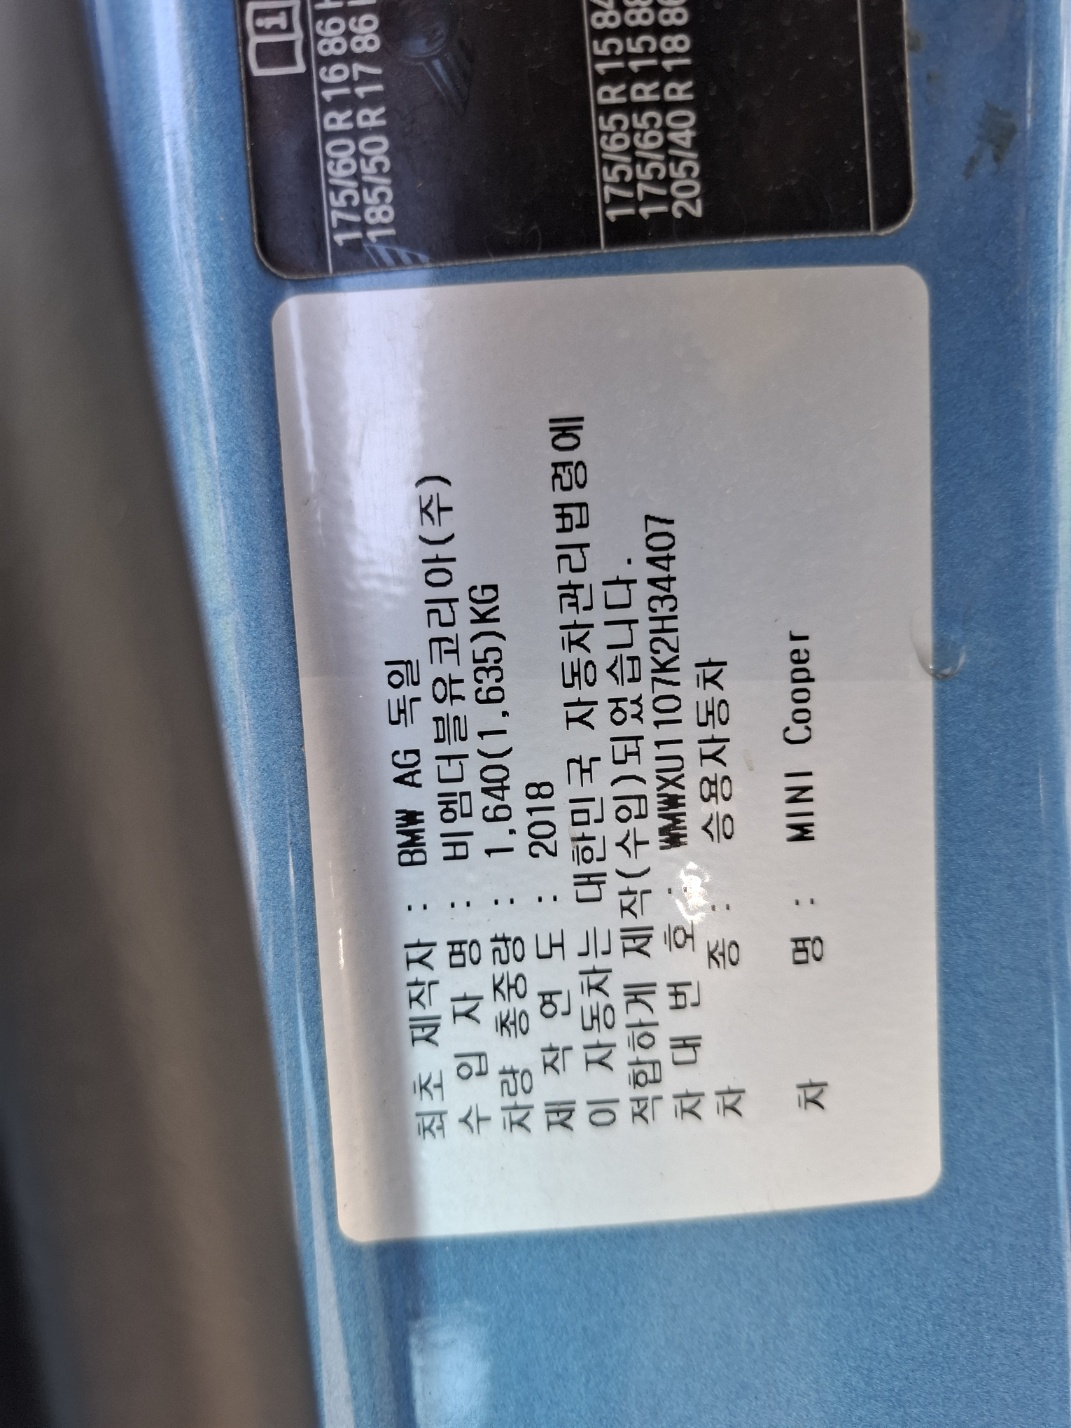 175/60 R 16 86 H
185/50 R 17 86
175/65 R 15 84
175/65 R 15 88
205/40 R 18 86
최초 제작자 : BMW AG 독일
수 입 자 명 : 비엠더블유코리아(주)
차량 총중량 : 1,640(1,635)KG
제 작 연 도 : 2018
이 자동차는 대한민국 자동차관리법령에
적합하게 제작(수입)되었습니다.
차 대 번 호 : WMWXU1107K2H34407
차 종 : 승용자동차
차 명 : MINI Cooper